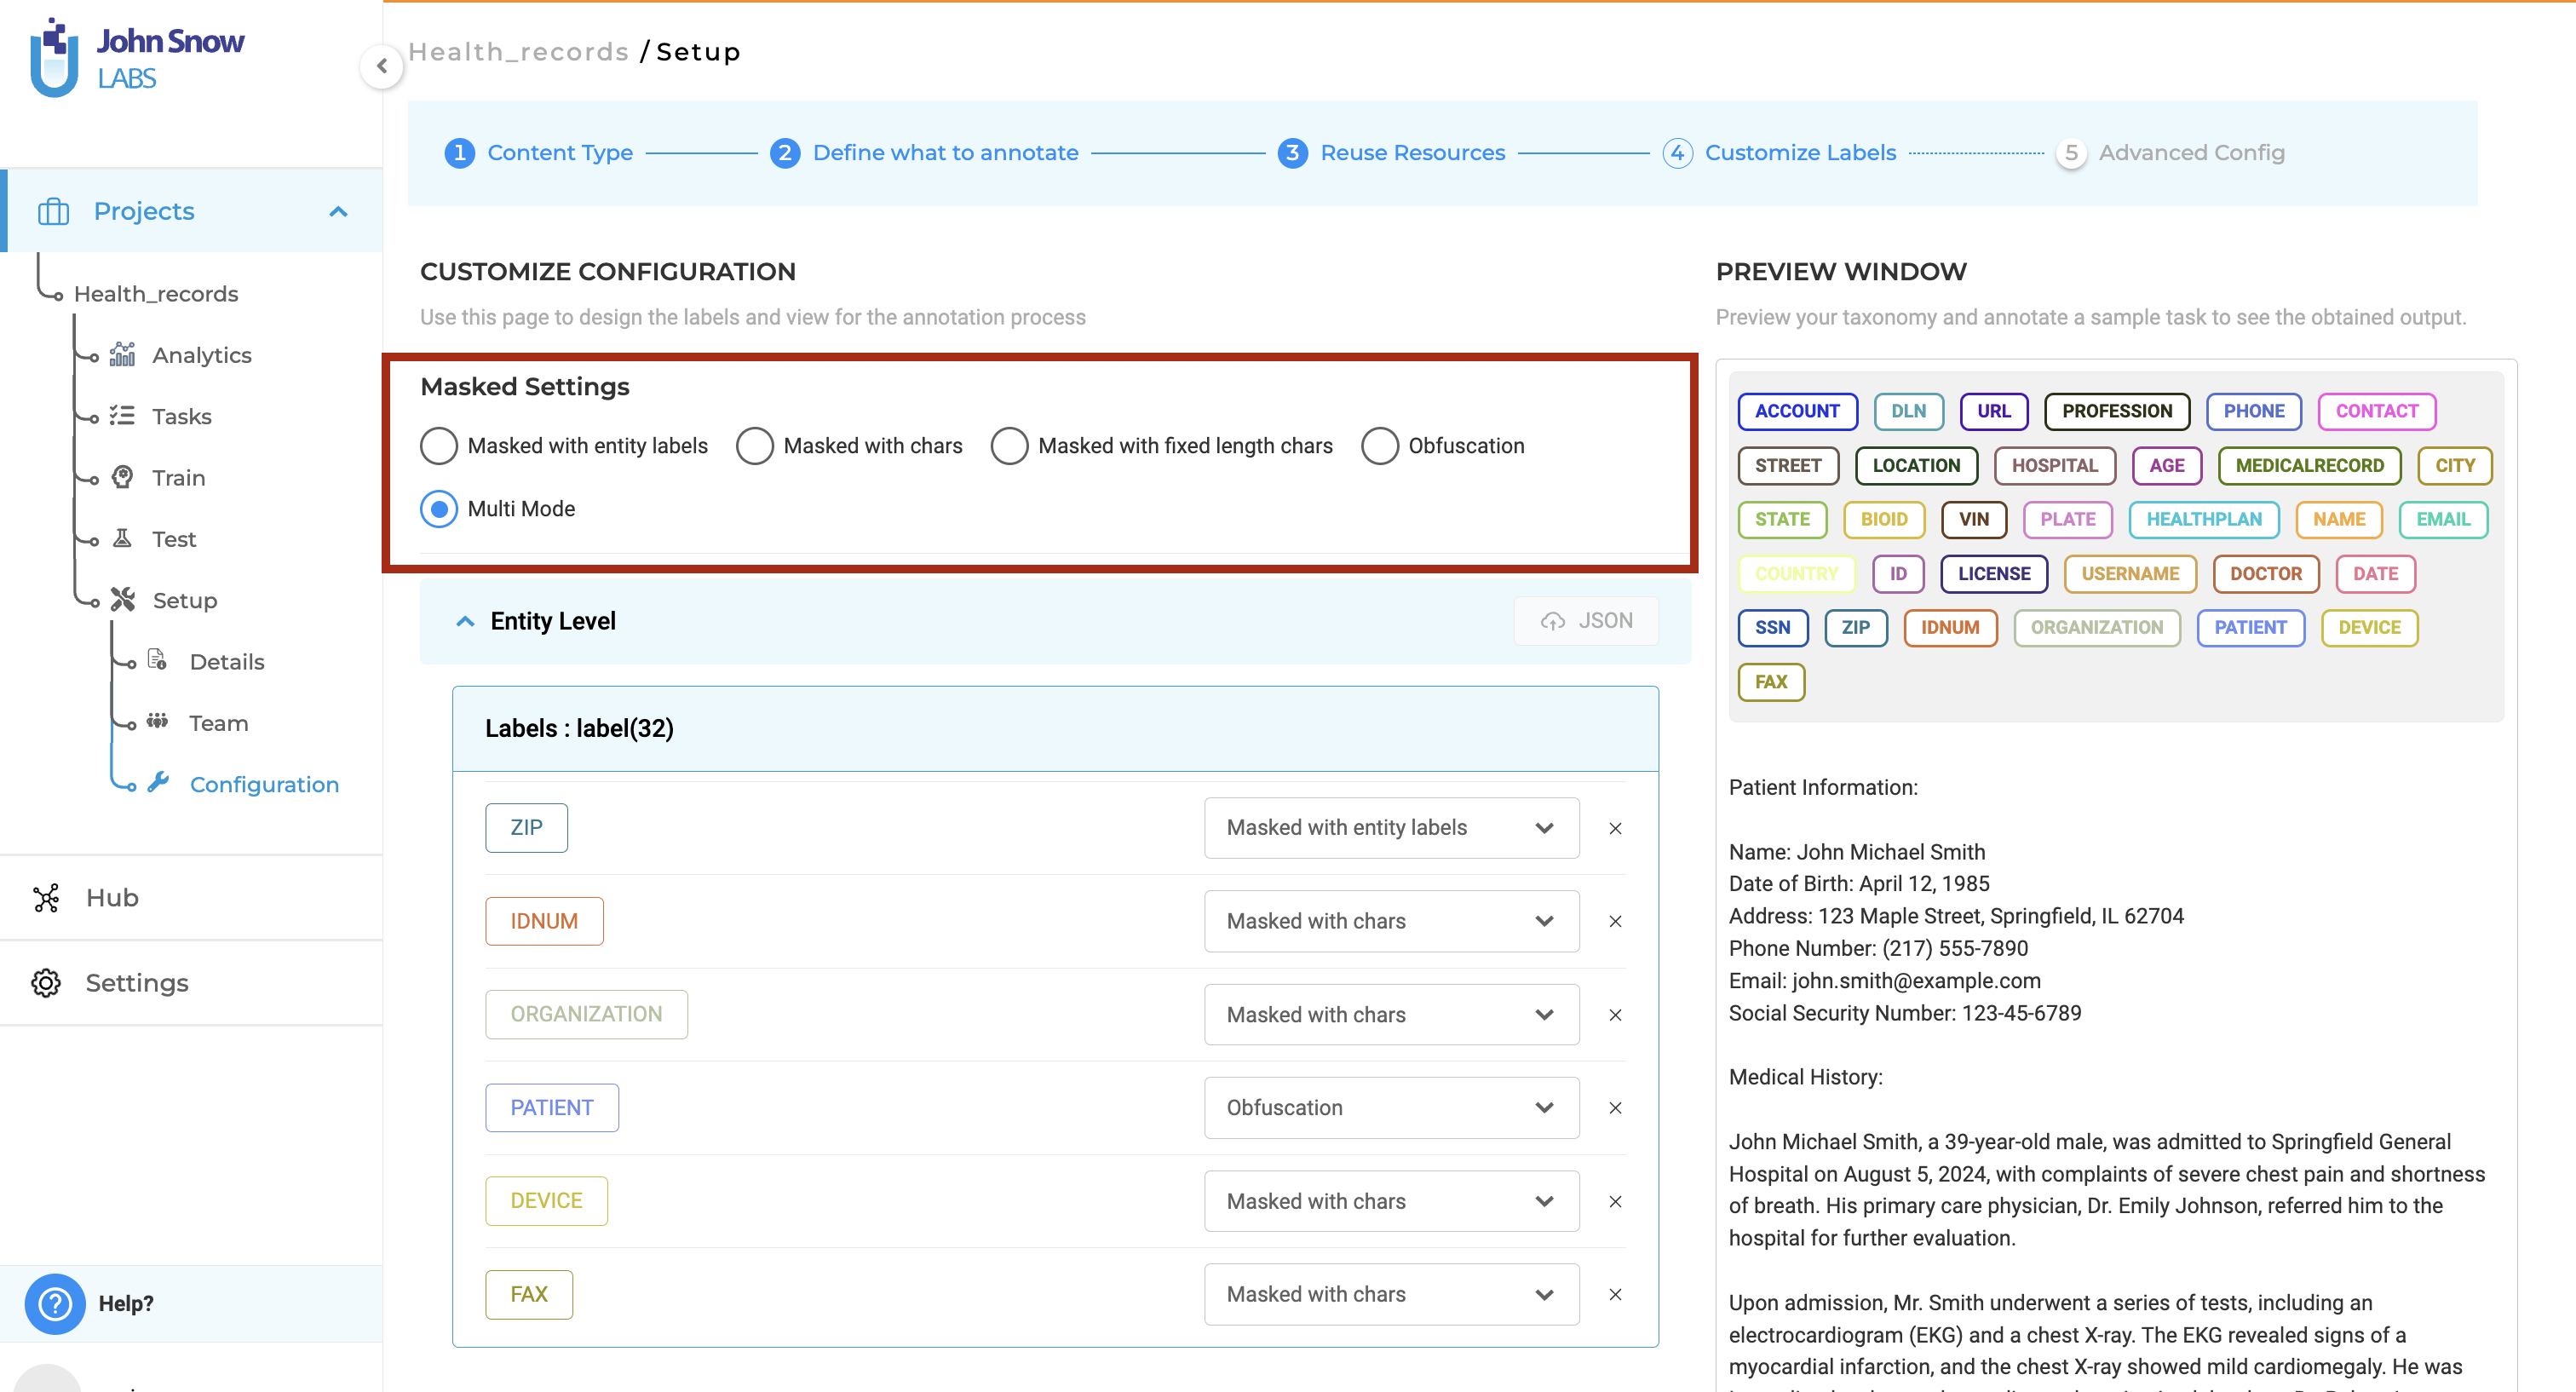 John Snow
LABS
Health_records / Setup
1 Content Type 2 Define what to annotate 3 Reuse Resources 4 Customize Labels 5 Advanced Config
Projects
Health_records
Analytics
Tasks
Train
Test
Setup
Details
Team
Configuration
Hub
Settings
Help?
CUSTOMIZE CONFIGURATION
Use this page to design the labels and view for the annotation process
Masked Settings
Masked with entity labels Masked with chars Masked with fixed length chars Obfuscation
Multi Mode
Entity Level JSON
Labels : label(32)
ZIP Masked with entity labels ×
IDNUM Masked with chars ×
ORGANIZATION Masked with chars ×
PATIENT Obfuscation ×
DEVICE Masked with chars ×
FAX Masked with chars ×
PREVIEW WINDOW
Preview your taxonomy and annotate a sample task to see the obtained output.
ACCOUNT DLN URL PROFESSION PHONE CONTACT
STREET LOCATION HOSPITAL AGE MEDICALRECORD CITY
STATE BIOID VIN PLATE HEALTHPLAN NAME EMAIL
COUNTRY ID LICENSE USERNAME DOCTOR DATE
SSN ZIP IDNUM ORGANIZATION PATIENT DEVICE
FAX
Patient Information:
Name: John Michael Smith
Date of Birth: April 12, 1985
Address: 123 Maple Street, Springfield, IL 62704
Phone Number: (217) 555-7890
Email: john.smith@example.com
Social Security Number: 123-45-6789
Medical History:
John Michael Smith, a 39-year-old male, was admitted to Springfield General
Hospital on August 5, 2024, with complaints of severe chest pain and shortness
of breath. His primary care physician, Dr. Emily Johnson, referred him to the
hospital for further evaluation.
Upon admission, Mr. Smith underwent a series of tests, including an
electrocardiogram (EKG) and a chest X-ray. The EKG revealed signs of a
myocardial infarction, and the chest X-ray showed mild cardiomegaly. He was